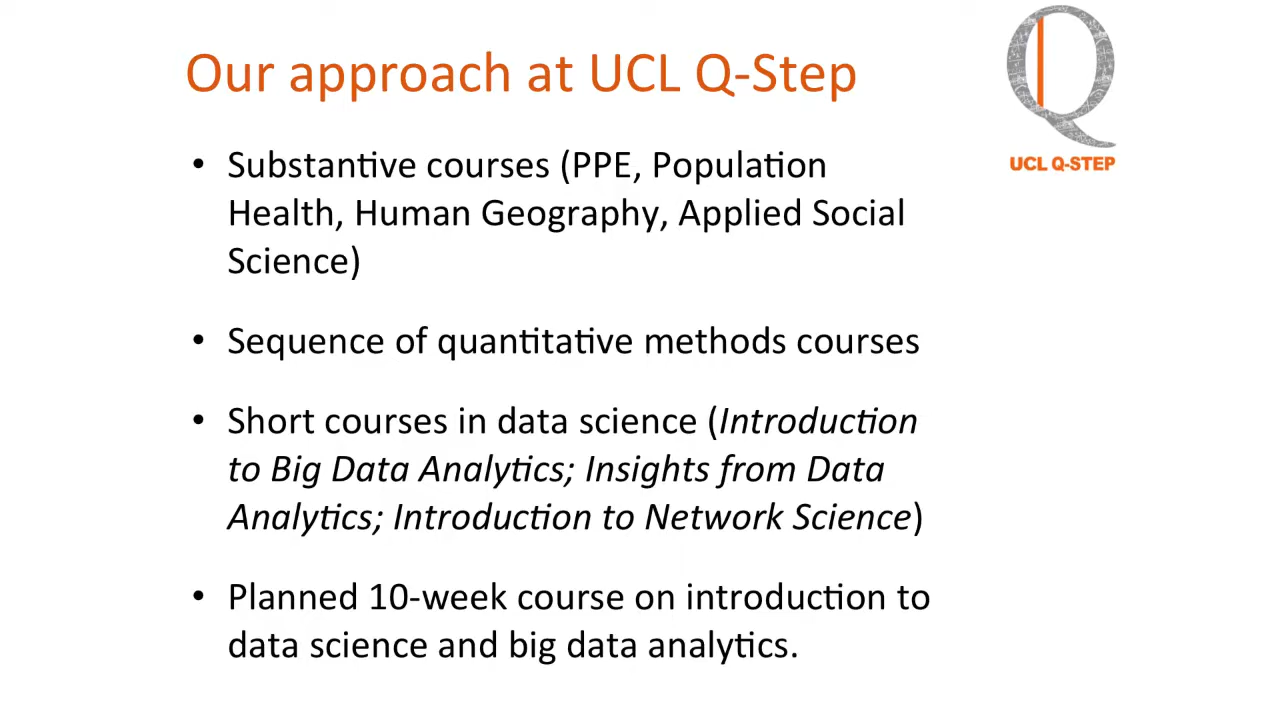 Our approach at UCL Q-Step
UCL Q-STEP
• Substantive courses (PPE, Population
Health, Human Geography, Applied Social
Science)
• Sequence of quantitative methods courses
• Short courses in data science (Introduction
to Big Data Analytics; Insights from Data
Analytics; Introduction to Network Science)
• Planned 10-week course on introduction to
data science and big data analytics.